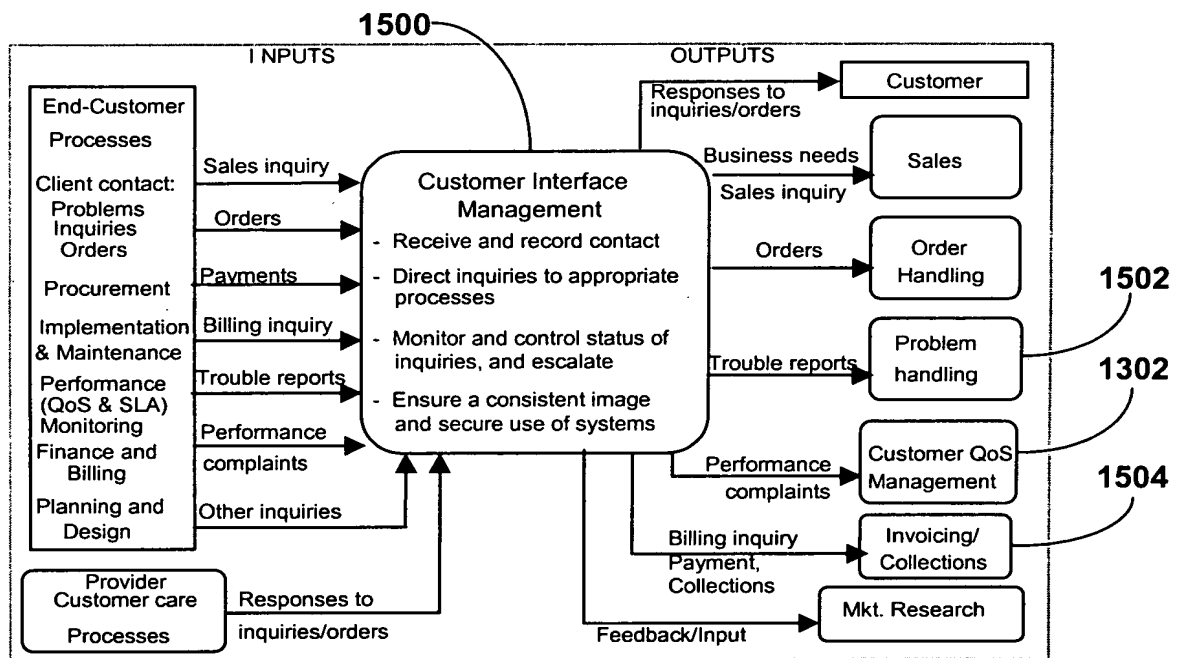 1500
I NPUTS
OUTPUTS
End-Customer
Processes
Client contact:
Problems
Inquiries
Orders
Procurement
Implementation
& Maintenance
Performance
(QoS & SLA)
Monitoring
Finance and
Billing
Planning and
Design
Provider
Customer care
Processes
Sales inquiry
Orders
Payments
Billing inquiry
Trouble reports
Performance
complaints
Other inquiries
Responses to
inquiries/orders
Customer Interface
Management
- Receive and record contact
- Direct inquiries to appropriate
processes
- Monitor and control status of
inquiries, and escalate
- Ensure a consistent image
and secure use of systems
Responses to
inquiries/orders
Business needs
Sales inquiry
Orders
Trouble reports
Performance
complaints
Billing inquiry
Payment,
Collections
Feedback/Input
Customer
Sales
Order
Handling
Problem
handling
Customer QoS
Management
Invoicing/
Collections
Mkt. Research
1502
1302
1504